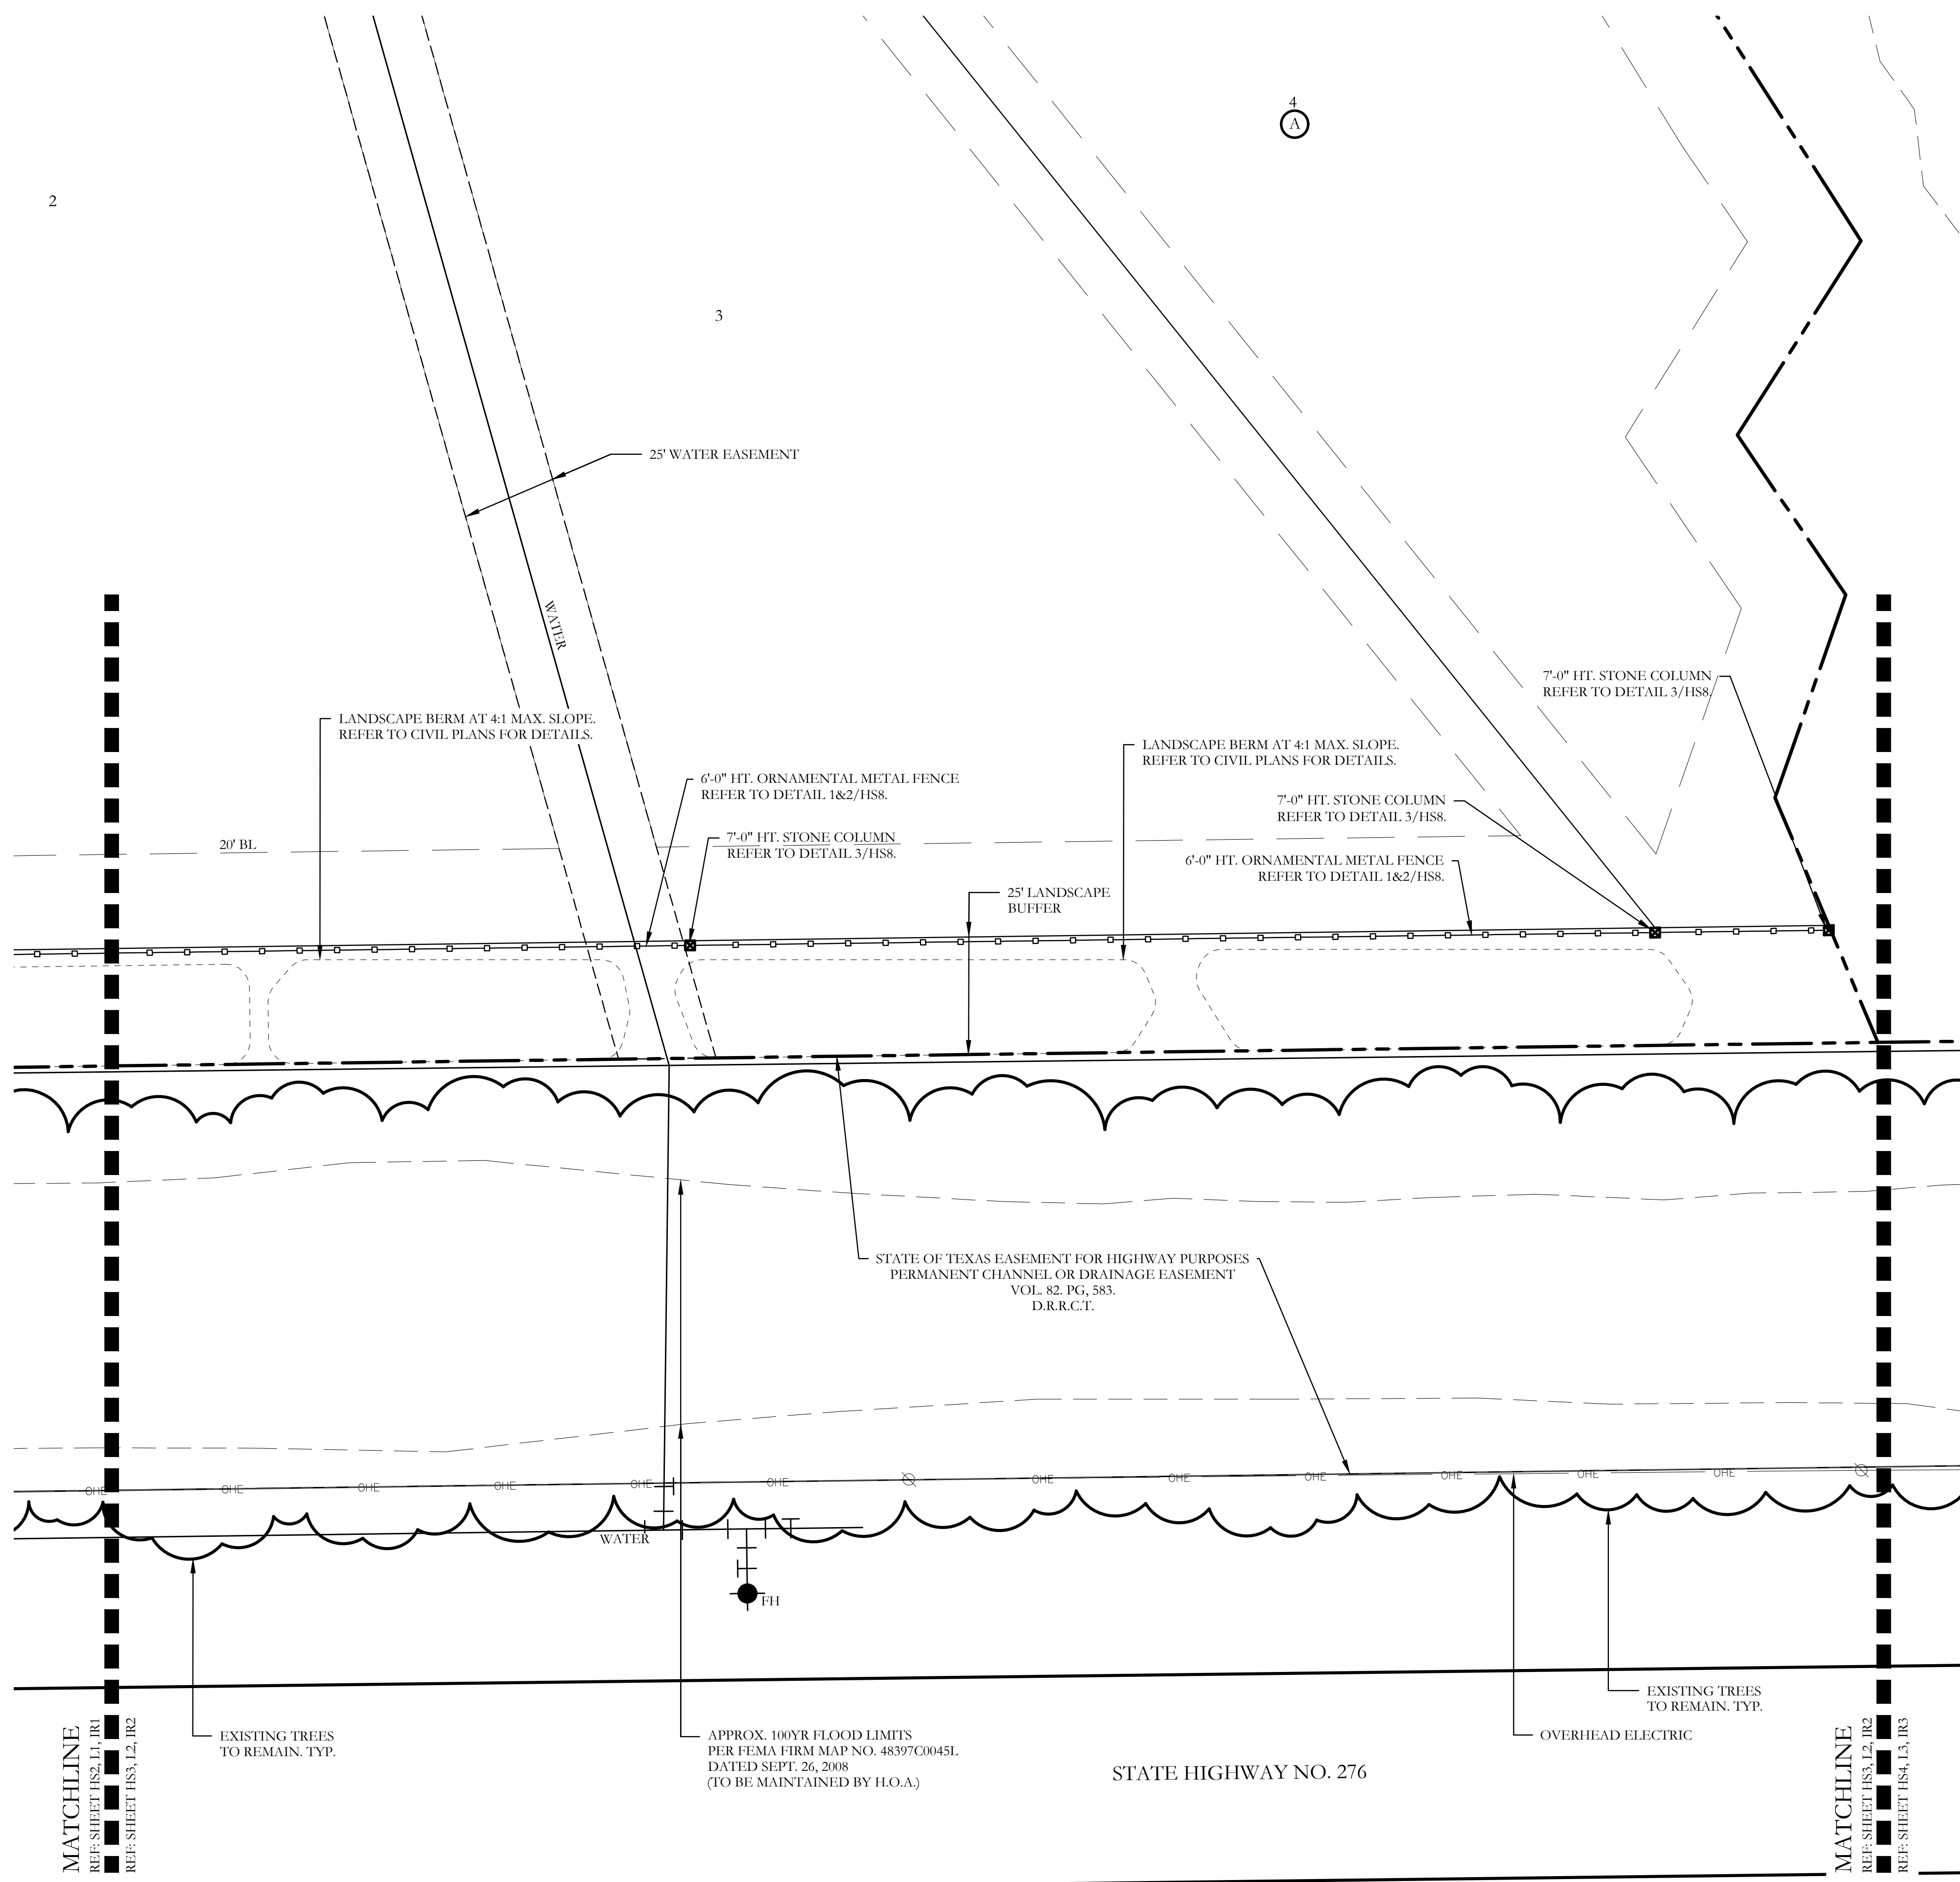 4
A
2
3
25' WATER EASEMENT
WATER
7'-0" HT. STONE COLUMN
REFER TO DETAIL 3/HS8.
LANDSCAPE BERM AT 4:1 MAX. SLOPE.
REFER TO CIVIL PLANS FOR DETAILS.
LANDSCAPE BERM AT 4:1 MAX. SLOPE.
REFER TO CIVIL PLANS FOR DETAILS.
6'-0" HT. ORNAMENTAL METAL FENCE
REFER TO DETAIL 1&2/HS8.
7'-0" HT. STONE COLUMN
REFER TO DETAIL 3/HS8.
20' BL
7'-0" HT. STONE COLUMN
REFER TO DETAIL 3/HS8.
6'-0" HT. ORNAMENTAL METAL FENCE
REFER TO DETAIL 1&2/HS8.
25' LANDSCAPE
BUFFER
STATE OF TEXAS EASEMENT FOR HIGHWAY PURPOSES
PERMANENT CHANNEL OR DRAINAGE EASEMENT
VOL. 82. PG, 583.
D.R.R.C.T.
OHE OHE OHE OHE OHE OHE OHE OHE OHE OHE OHE OHE
WATER
FH
EXISTING TREES
TO REMAIN. TYP.
APPROX. 100YR FLOOD LIMITS
PER FEMA FIRM MAP NO. 48397C0045L
DATED SEPT. 26, 2008
(TO BE MAINTAINED BY H.O.A.)
EXISTING TREES
TO REMAIN. TYP.
OVERHEAD ELECTRIC
STATE HIGHWAY NO. 276
MATCHLINE
REF: SHEET HS2, L1, IR1
REF: SHEET HS3, L2, IR2
MATCHLINE
REF: SHEET HS3, L2, IR2
REF: SHEET HS4, L3, IR3